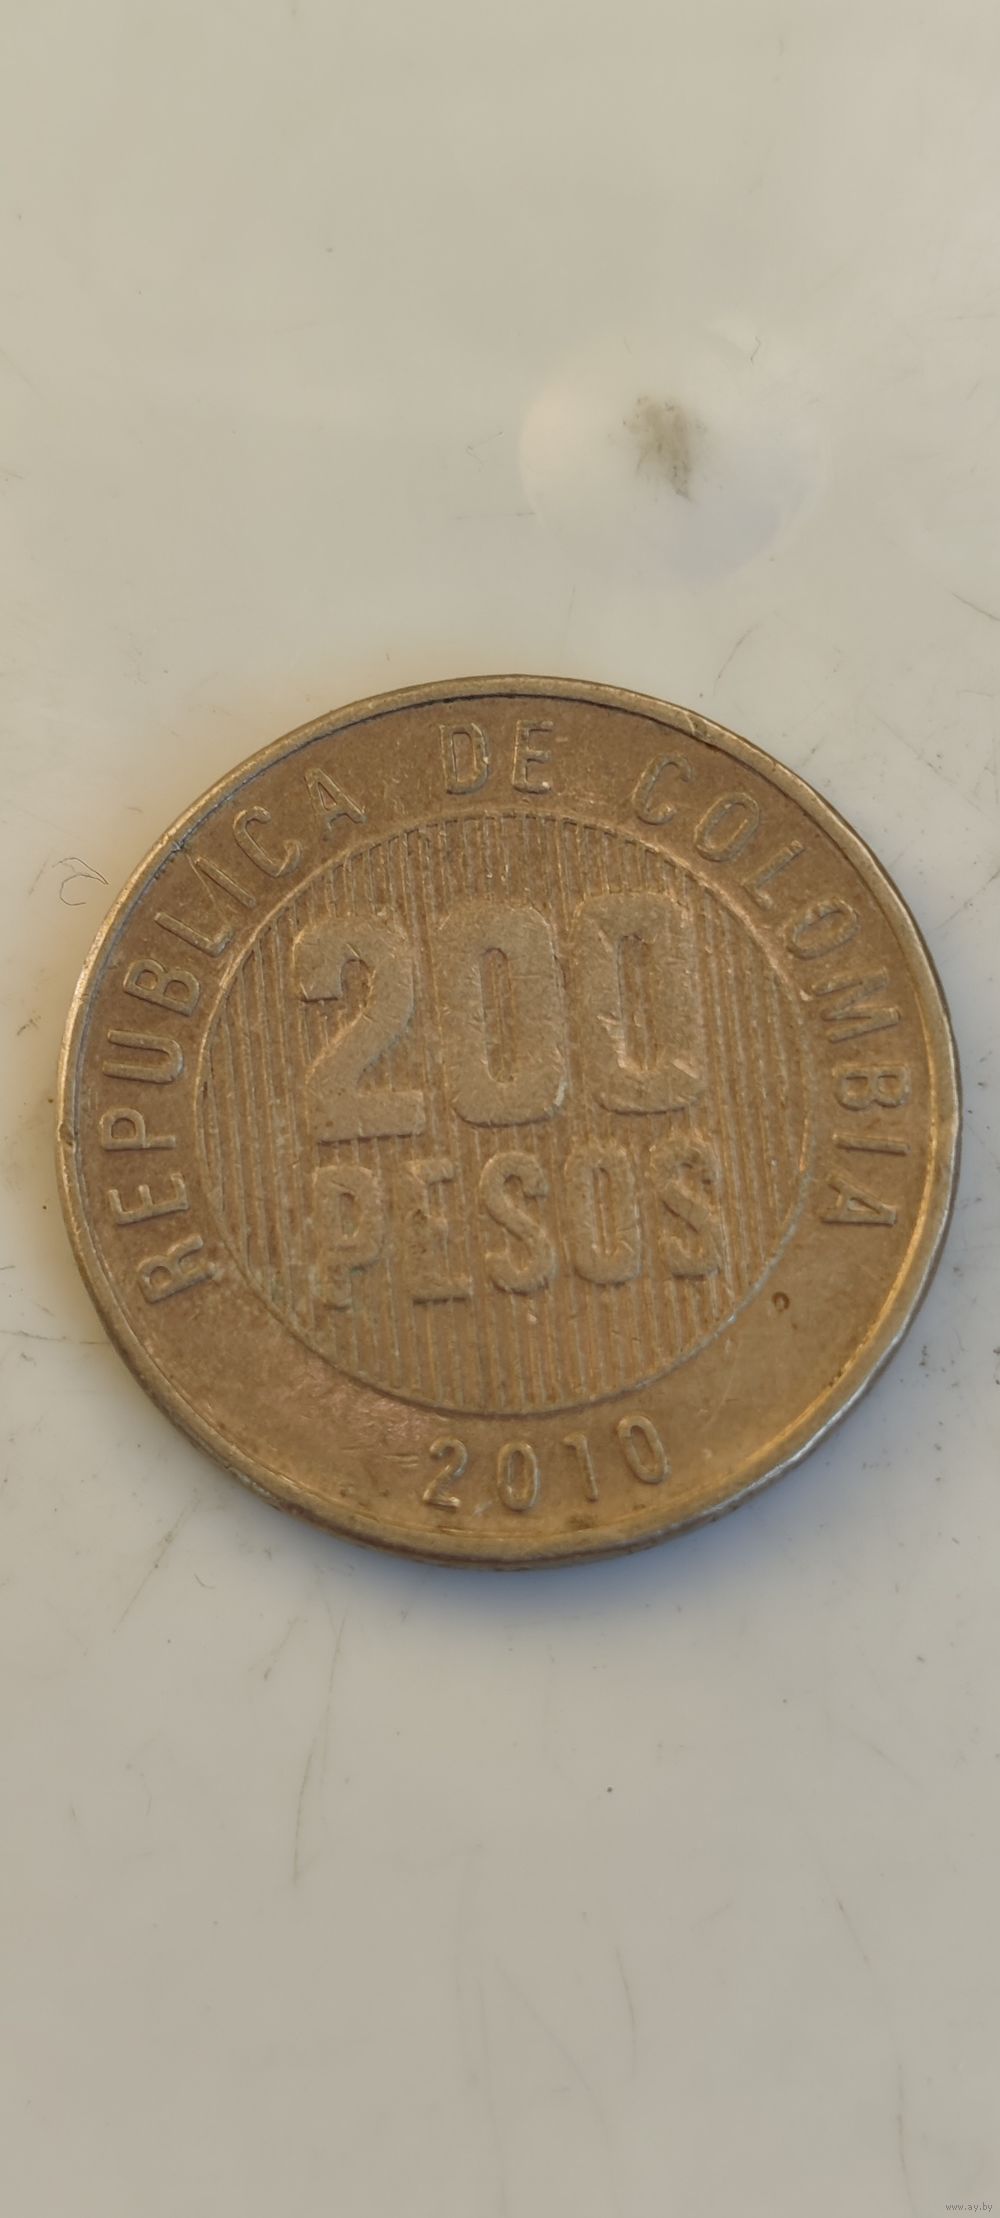 REPUBLICA DE COLOMBIA
200
PESOS
2010
www.ay.by